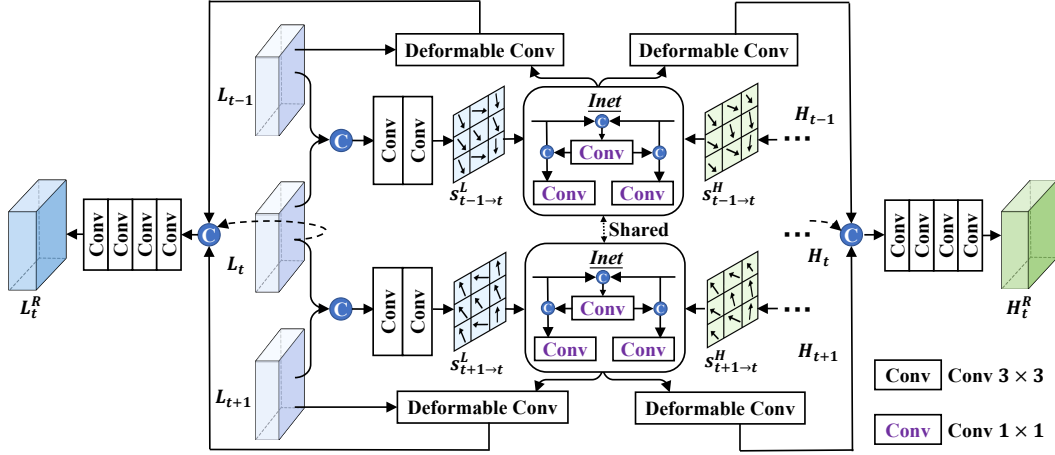 Deformable Conv
Deformable Conv
L_{t−1}
C
Conv
Conv
s^L_{t−1→t}
Inet
C
C
Conv
C
Conv
Conv
s^H_{t−1→t}
...
H_{t−1}
L^R_t
Conv
Conv
Conv
Conv
C
L_t
Shared
...
H_t
C
Conv
Conv
Conv
Conv
H^R_t
C
Conv
Conv
s^L_{t+1→t}
Inet
C
C
Conv
C
Conv
Conv
s^H_{t+1→t}
...
H_{t+1}
L_{t+1}
Deformable Conv
Deformable Conv
Conv Conv 3 × 3
Conv Conv 1 × 1